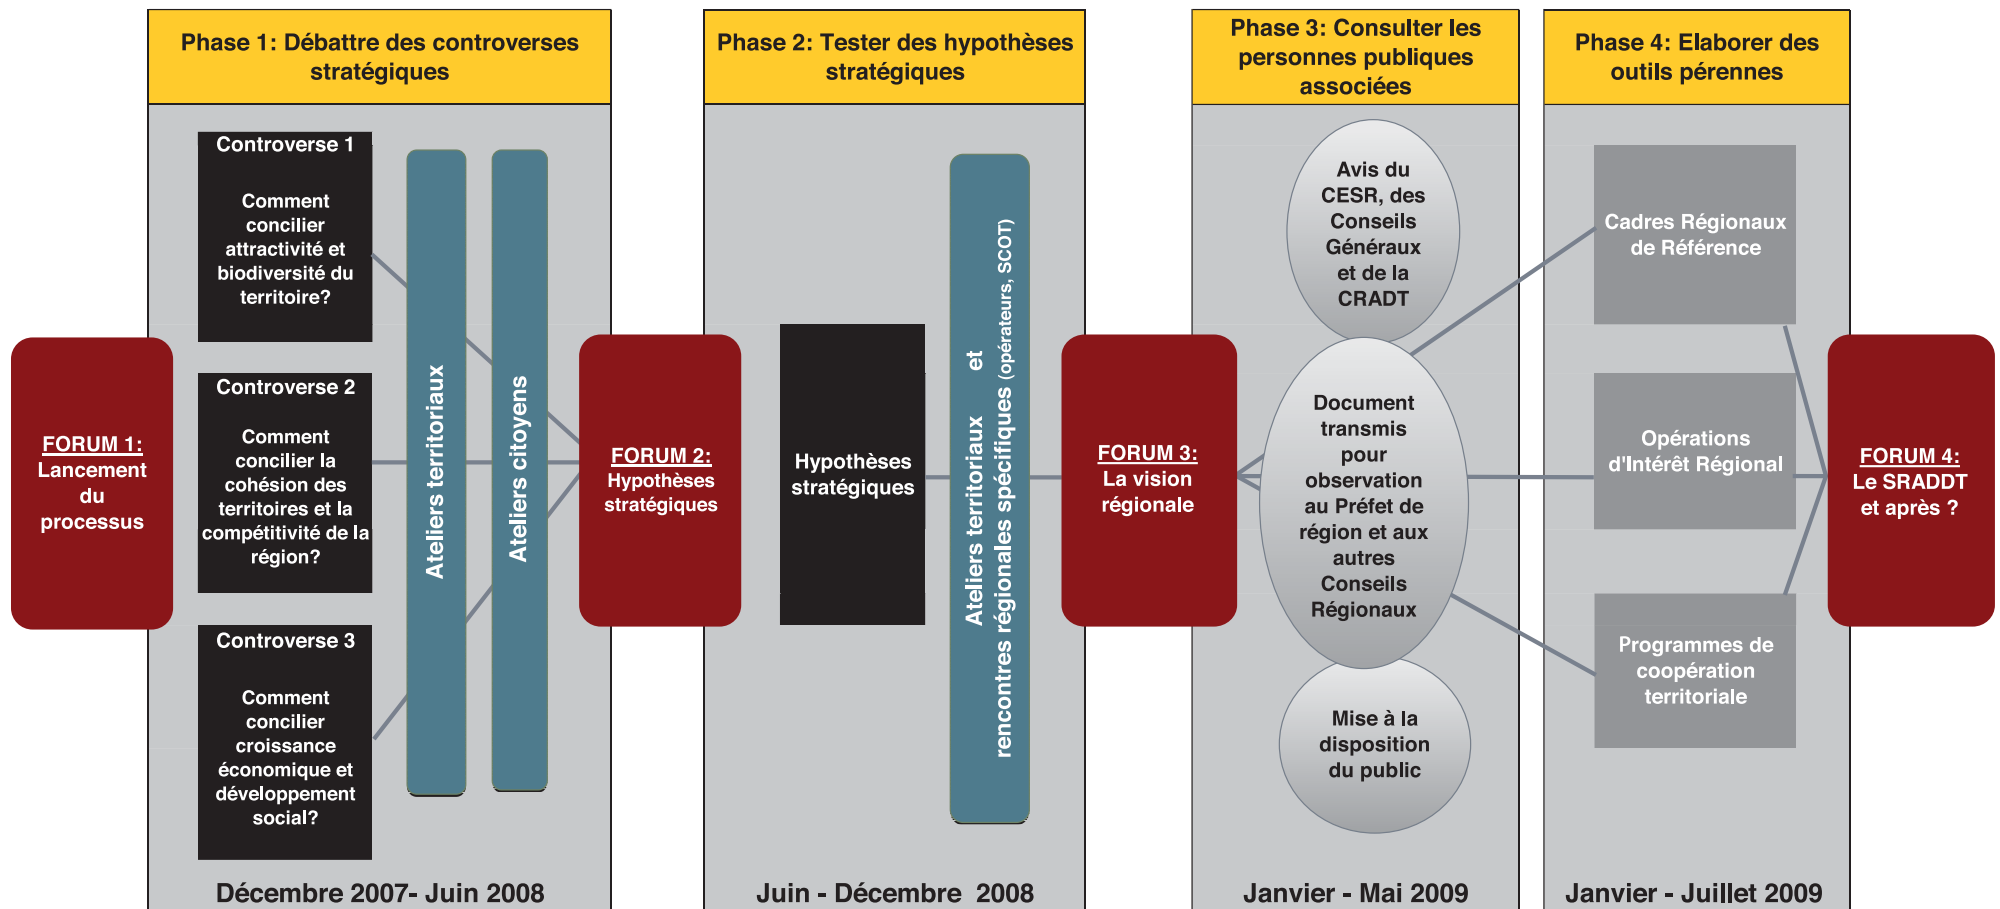 Phase 1: Débattre des controverses
stratégiques
Phase 2: Tester des hypothèses
stratégiques
Phase 3: Consulter les
personnes publiques
associées
Phase 4: Elaborer des
outils pérennes
FORUM 1:
Lancement
du
processus
Controverse 1
Comment
concilier
attractivité et
biodiversité du
territoire?
Controverse 2
Comment
concilier la
cohésion des
territoires et la
compétitivité de la
région?
Controverse 3
Comment
concilier
croissance
économique et
développement
social?
Ateliers territoriaux
Ateliers citoyens
FORUM 2:
Hypothèses
stratégiques
Hypothèses
stratégiques
Ateliers territoriaux et
rencontres régionales spécifiques (opérateurs, SCOT)
FORUM 3:
La vision
régionale
Avis du
CESR, des
Conseils
Généraux
et de la
CRADT
Document
transmis
pour
observation
au Préfet de
région et aux
autres
Conseils
Régionaux
Mise à la
disposition
du public
Cadres Régionaux
de Référence
Opérations
d'Intérêt Régional
Programmes de
coopération
territoriale
FORUM 4:
Le SRADDT
et après ?
Décembre 2007- Juin 2008
Juin - Décembre 2008
Janvier - Mai 2009
Janvier - Juillet 2009